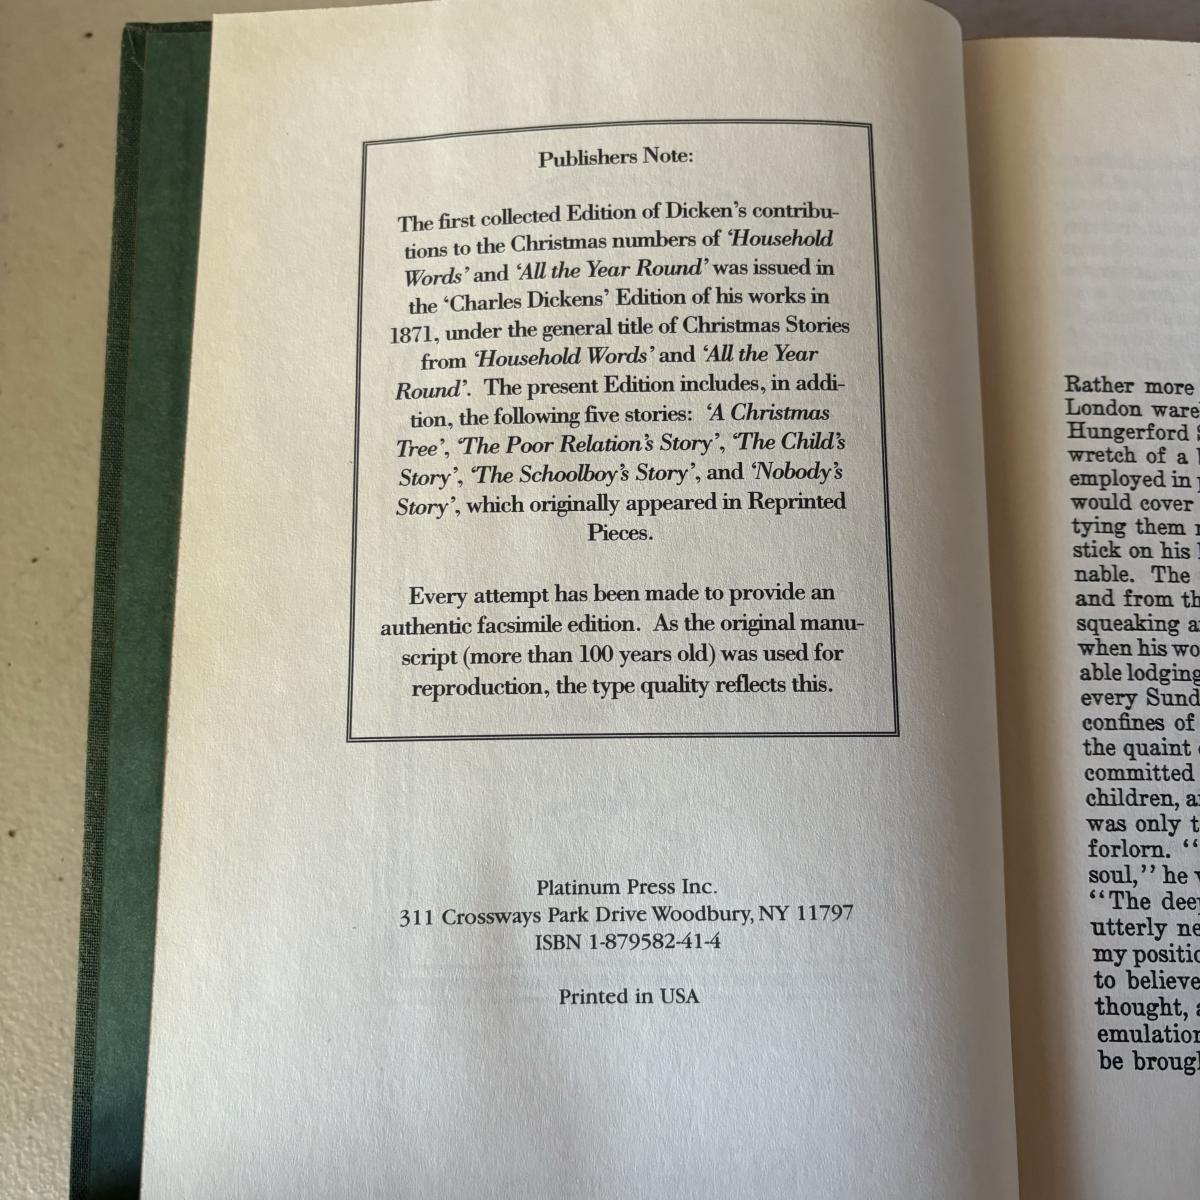 Publishers Note:
The first collected Edition of Dicken's contribu-
tions to the Christmas numbers of 'Household
Words' and 'All the Year Round' was issued in
the 'Charles Dickens' Edition of his works in
1871, under the general title of Christmas Stories
from 'Household Words' and 'All the Year
Round'. The present Edition includes, in addi-
tion, the following five stories: 'A Christmas
Tree', 'The Poor Relation's Story', 'The Child's
Story', 'The Schoolboy's Story', and 'Nobody's
Story', which originally appeared in Reprinted
Pieces.
Every attempt has been made to provide an
authentic facsimile edition. As the original manu-
script (more than 100 years old) was used for
reproduction, the type quality reflects this.
Platinum Press Inc.
311 Crossways Park Drive Woodbury, NY 11797
ISBN 1-879582-41-4
Printed in USA
Rather more
London
Hungerford
wretch of a
employed in
would cover
tying them
stick on his
nable. The
and from
squeaking
when his
able lodging
every
confines of
the quaint
committed
children,
was only
forlorn. "
soul," he
"The
utterly
my
to believe
thought,
emulation
be